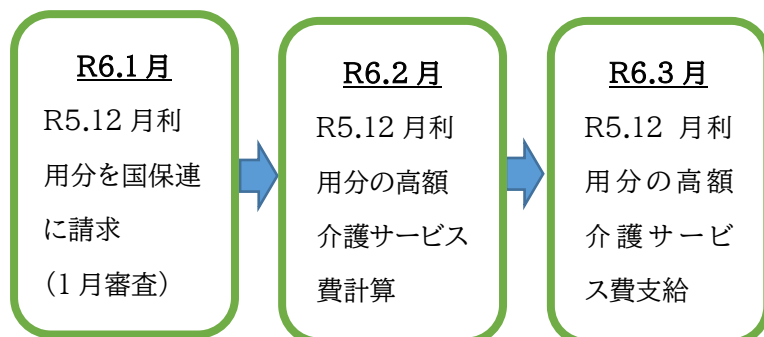 R6.1月
R5.12月利
用分を国保連
に請求
(1月審査)
R6.2月
R5.12月利
用分の高額
介護サービス
費計算
R6.3月
R5.12 月利
用分の高額
介護サービ
ス費支給